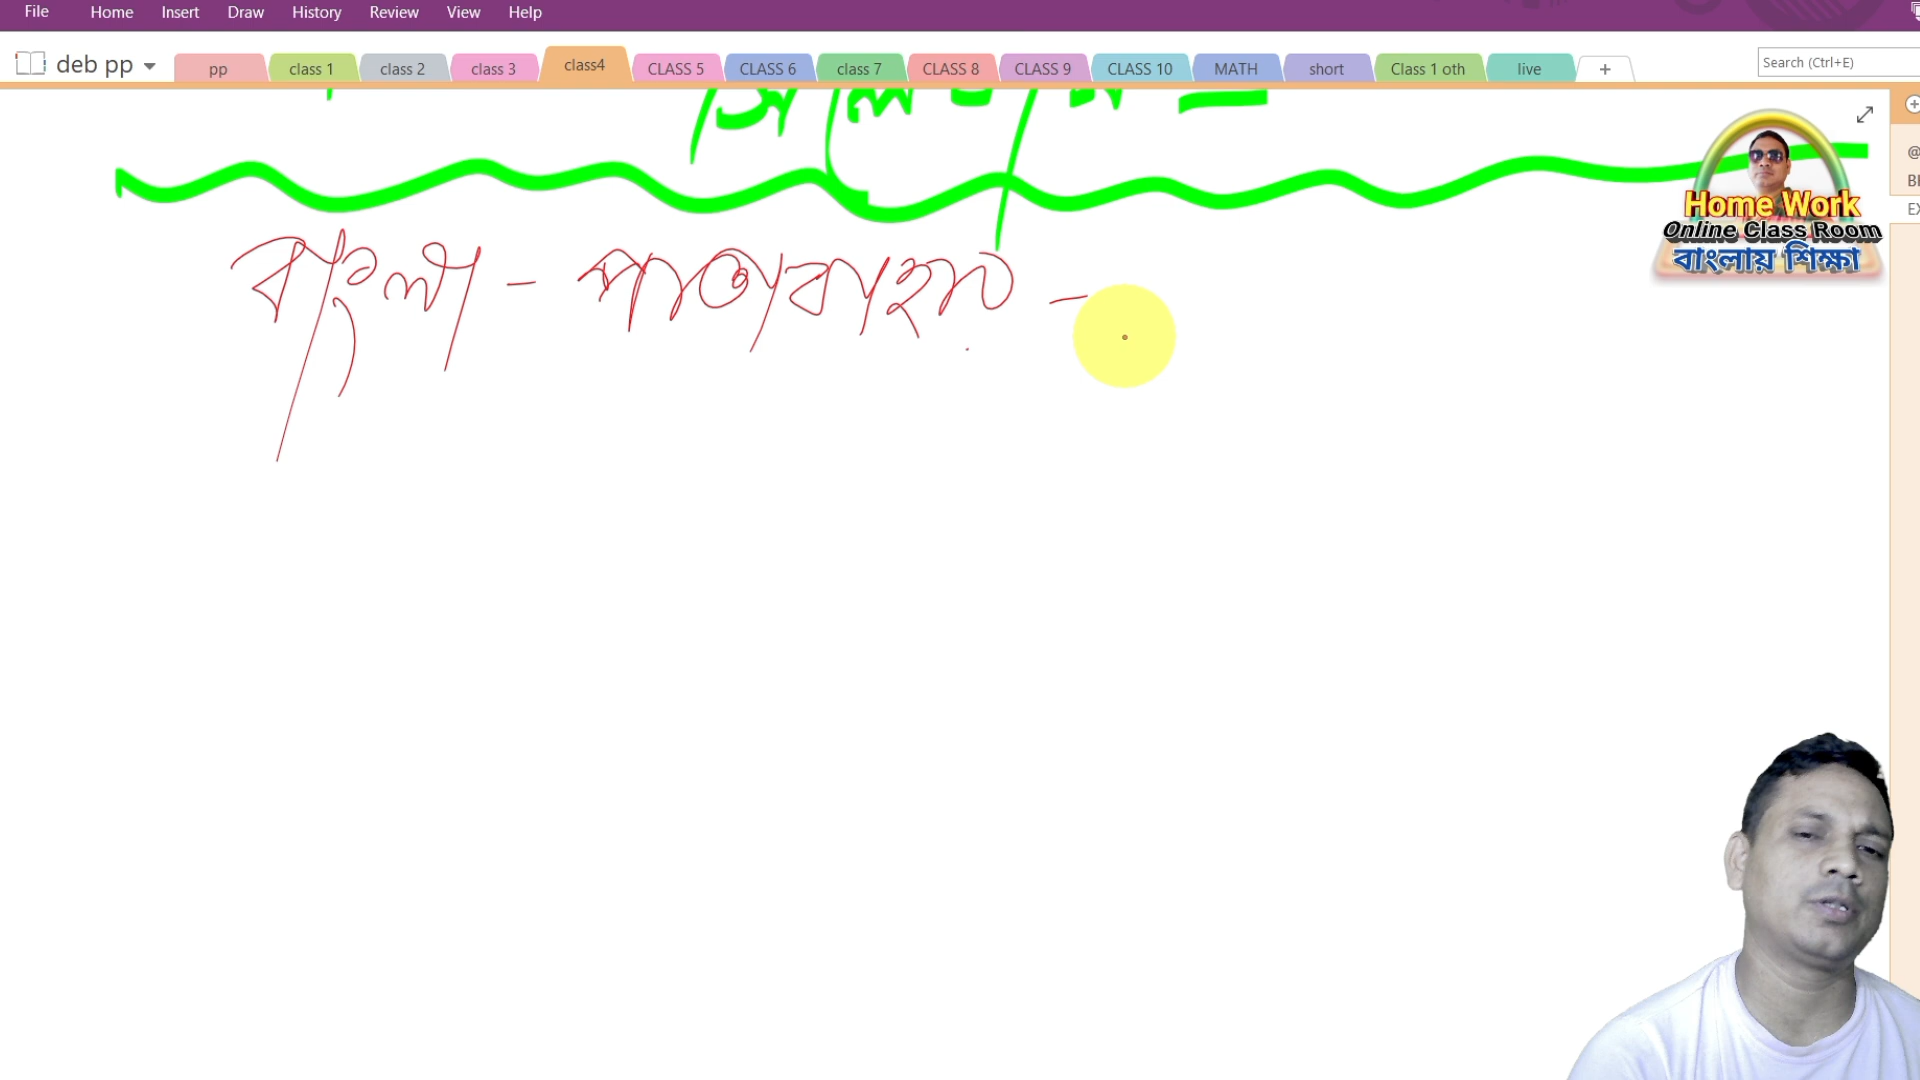 File Home Insert Draw History Review View Help
deb pp pp class 1 class 2 class 3 class4 CLASS 5 CLASS 6 class 7 CLASS 8 CLASS 9 CLASS 10 MATH short Class 1 oth live + Search (Ctrl+E)
Home Work
Online Class Room
বাংলায় শিক্ষা
বাংলা - পাতাবাহার -